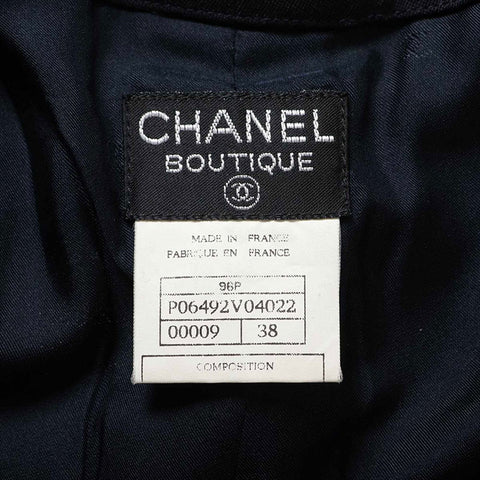 CHANEL
BOUTIQUE
MADE IN FRANCE
FABRIQUE EN FRANCE
96P
P06492V04022
00009 38
COMPOSITION